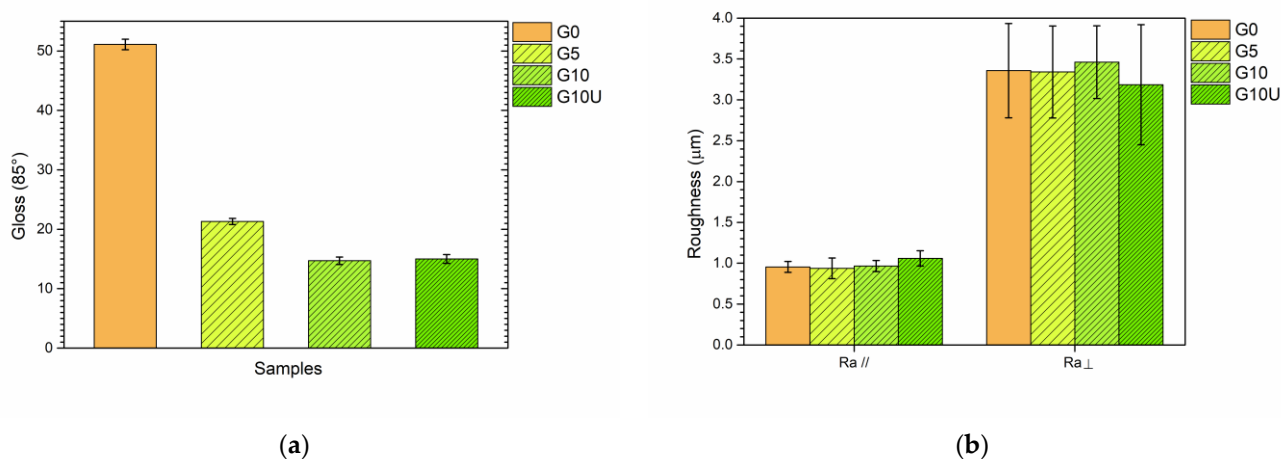 50
40
30
20
10
0
Gloss (85°)
Samples
G0
G5
G10
G10U
(a)
4.0
3.5
3.0
2.5
2.0
1.5
1.0
0.5
0.0
Roughness (μm)
Ra //
Ra⊥
G0
G5
G10
G10U
(b)